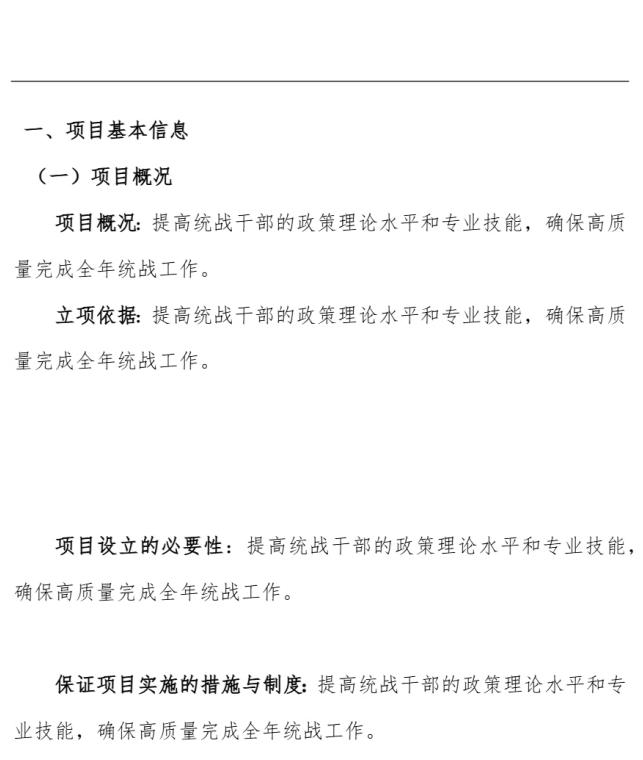 一、项目基本信息
（一）项目概况
项目概况：提高统战干部的政策理论水平和专业技能，确保高质
量完成全年统战工作。
立项依据：提高统战干部的政策理论水平和专业技能，确保高质
量完成全年统战工作。
项目设立的必要性：提高统战干部的政策理论水平和专业技能，
确保高质量完成全年统战工作。
保证项目实施的措施与制度：提高统战干部的政策理论水平和专
业技能，确保高质量完成全年统战工作。